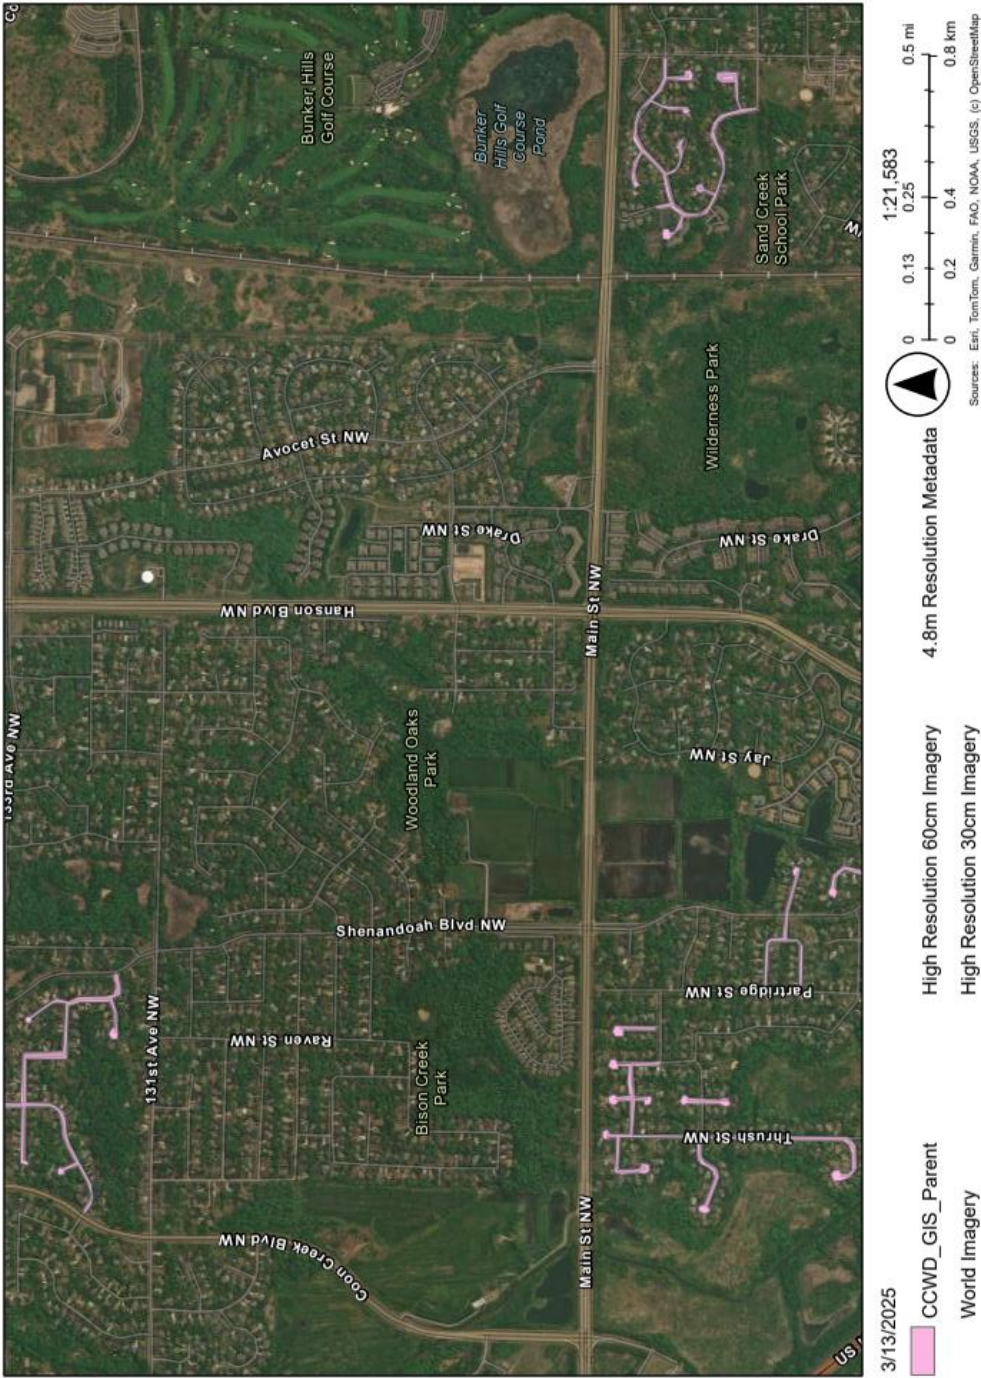 Co
133rd Ave NW
Bunker Hills
Golf Course
Bunker
Hills Golf
Course
Pond
Avocet St NW
Hanson Blvd NW
Drake St NW
Sand Creek
School Park
Wilderness Park
Drake St NW
Main St NW
Woodland Oaks
Park
Jay St NW
Shenandoah Blvd NW
131st Ave NW
Raven St NW
Partridge St NW
Bison Creek
Park
Thrush St NW
Coon Creek Blvd NW
Main St NW
3/13/2025
CCWD_GIS_Parent
World Imagery
High Resolution 60cm Imagery
High Resolution 30cm Imagery
4.8m Resolution Metadata
1:21,583
0 0.13 0.25 0.5 mi
0 0.2 0.4 0.8 km
Sources: Esri, TomTom, Garmin, FAO, NOAA, USGS, (c) OpenStreetMap